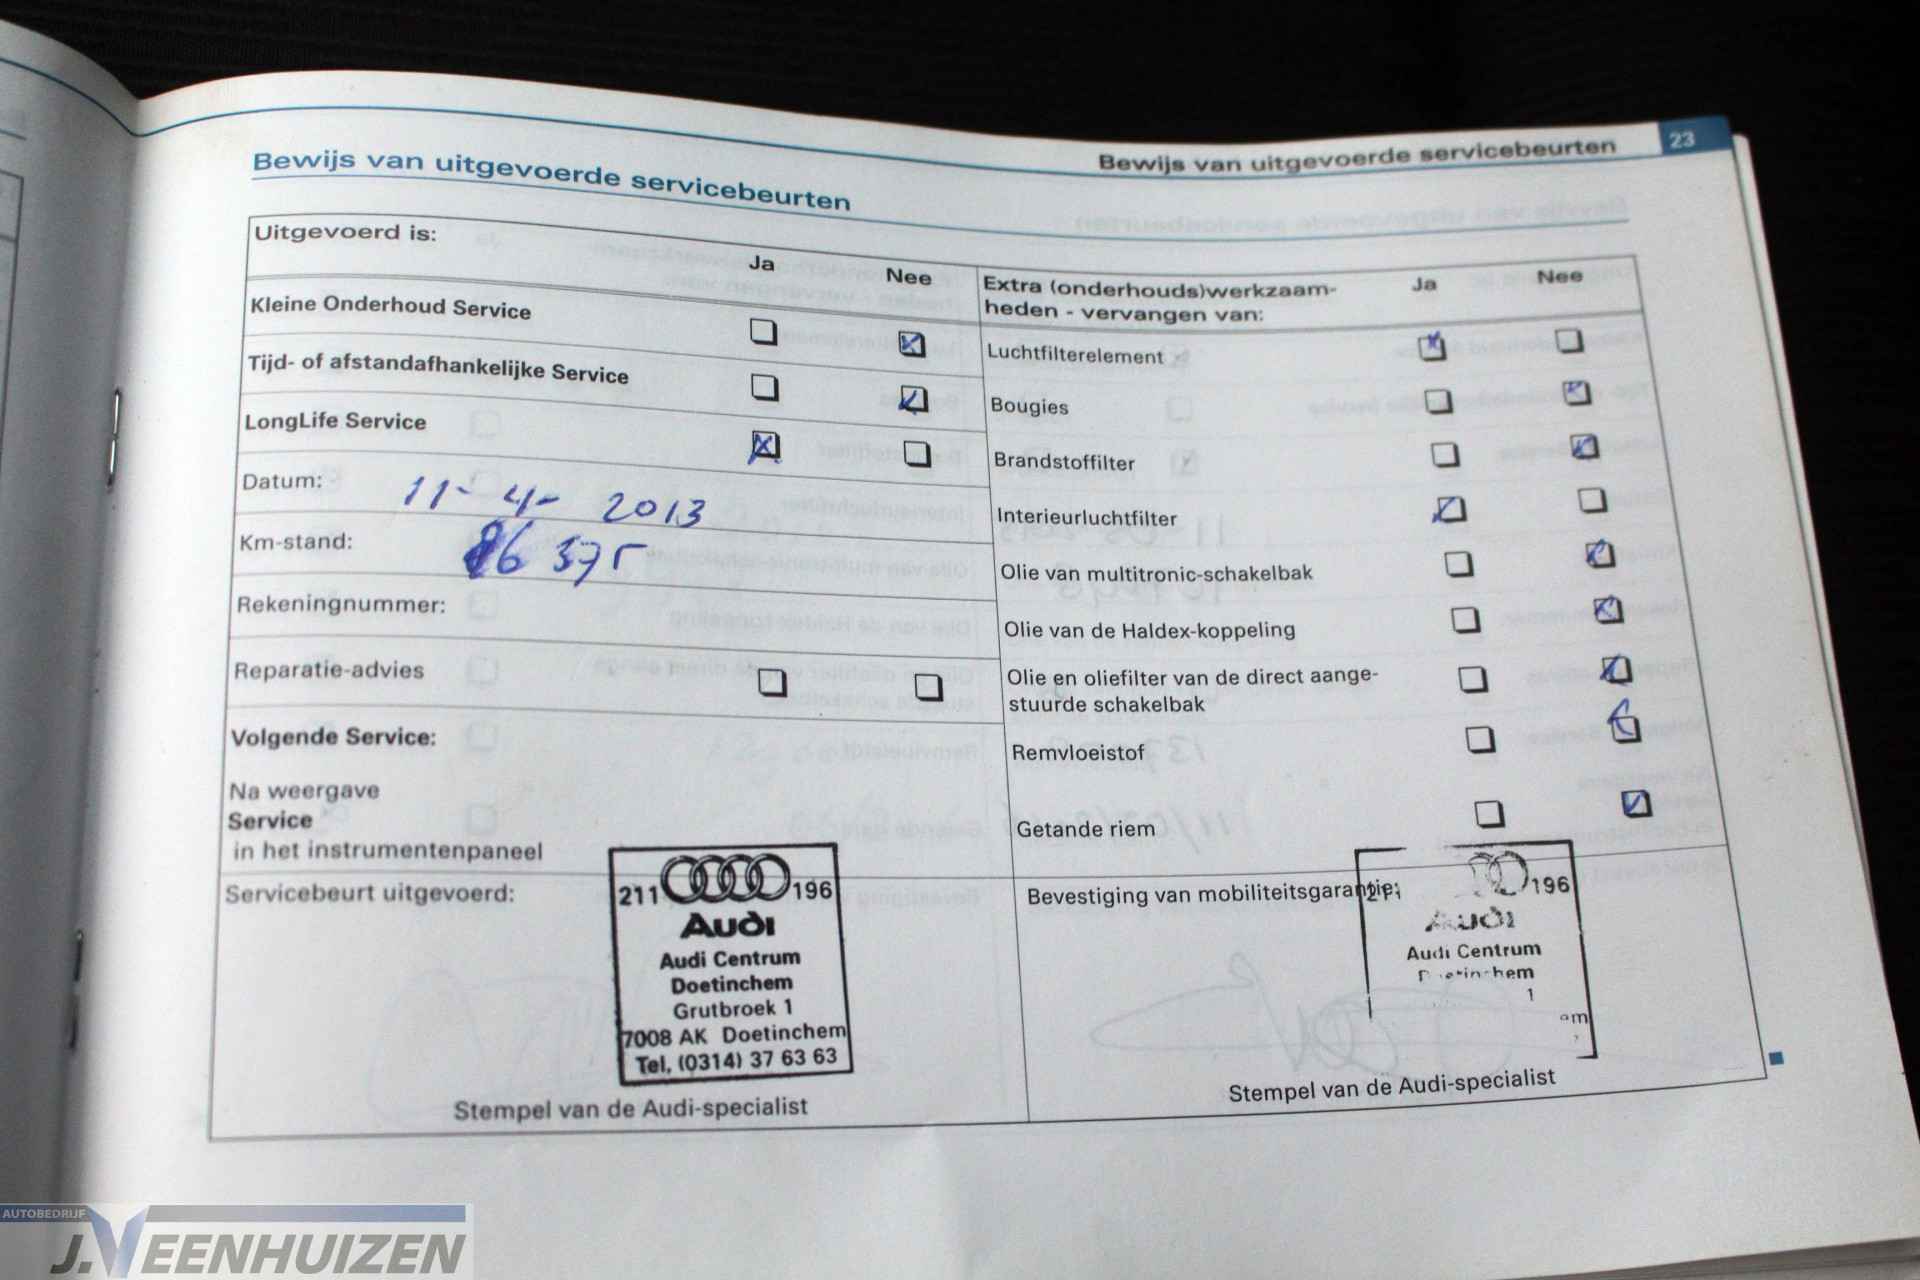 Bewijs van uitgevoerde servicebeurten
23
Bewijs van uitgevoerde servicebeurten
Uitgevoerd is:
Ja
Nee
Kleine Onderhoud Service
Tijd- of afstandafhankelijke Service
LongLife Service
Datum: 11-4-2013
Km-stand:
Rekeningnummer:
Reparatie-advies
Volgende Service:
Na weergave
Service
in het instrumentenpaneel
Servicebeurt uitgevoerd:
211 196
Audi
Audi Centrum
Doetinchem
Grutbroek 1
7008 AK Doetinchem
Tel. (0314) 37 63 63
Stempel van de Audi-specialist
Extra (onderhouds)werkzaam-
heden - vervangen van:
Ja
Nee
Luchtfilterelement
Bougies
Brandstoffilter
Interieurluchtfilter
Olie van multitronic-schakelbak
Olie van de Haldex-koppeling
Olie en oliefilter van de direct aange-
stuurde schakelbak
Remvloeistof
Getande riem
Bevestiging van mobiliteitsgarantie:
211 196
Audi
Audi Centrum
Doetinchem
1
Stempel van de Audi-specialist
AUTOBEDRIJF
J.VEENHUIZEN